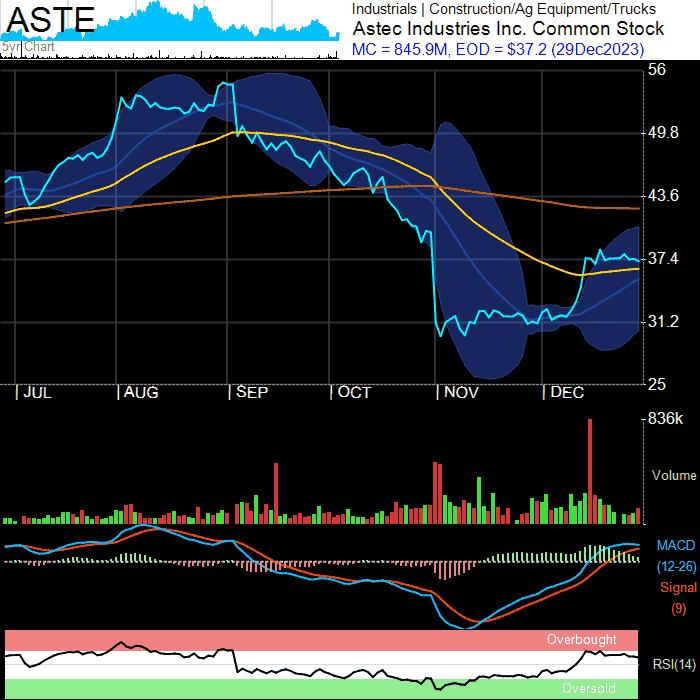 ASTE
5yr Chart
Industrials | Construction/Ag Equipment/Trucks
Astec Industries Inc. Common Stock
MC = 845.9M, EOD = $37.2 (29Dec2023)
56
49.8
43.6
37.4
31.2
25
JUL
AUG
SEP
OCT
NOV
DEC
836k
Volume
MACD
(12-26)
Signal
(9)
Overbought
RSI(14)
Oversold